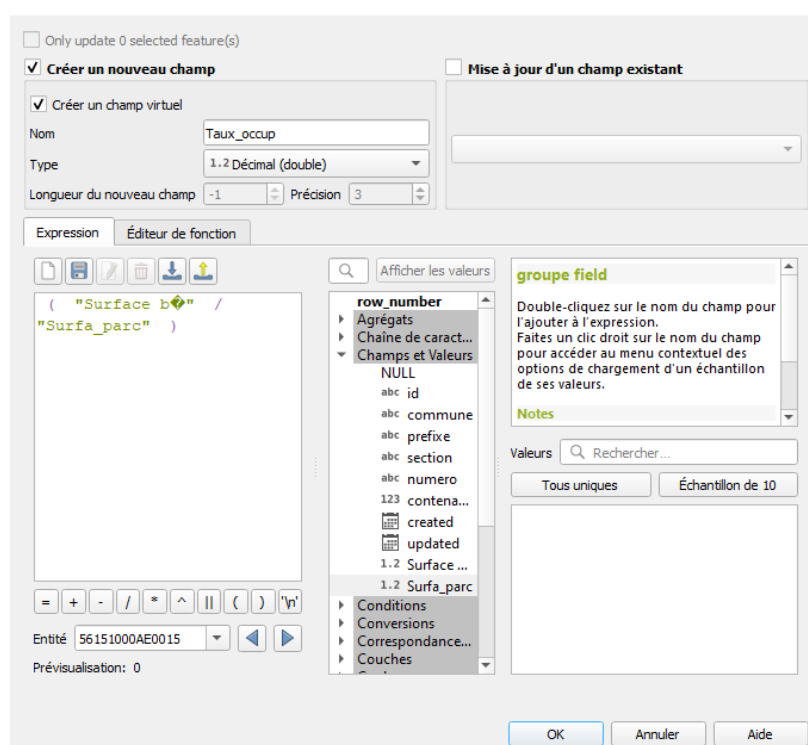 Only update 0 selected feature(s)
Créer un nouveau champ
Mise à jour d'un champ existant
Créer un champ virtuel
Nom Taux_occup
Type 1.2 Décimal (double)
Longueur du nouveau champ -1 Précision 3
Expression Éditeur de fonction
( "Surface b�" /
"Surfa_parc" )
= + - / * ^ || ( ) '\n'
Entité 56151000AE0015
Prévisualisation: 0
Afficher les valeurs
row_number
Agrégats
Chaîne de caract...
Champs et Valeurs
NULL
abc id
abc commune
abc prefixe
abc section
abc numero
123 contena...
created
updated
1.2 Surface ...
1.2 Surfa_parc
Conditions
Conversions
Correspondance...
Couches
groupe field
Double-cliquez sur le nom du champ pour
l'ajouter à l'expression.
Faites un clic droit sur le nom du champ
pour accéder au menu contextuel des
options de chargement d'un échantillon
de ses valeurs.
Notes
Valeurs Rechercher...
Tous uniques Échantillon de 10
OK Annuler Aide